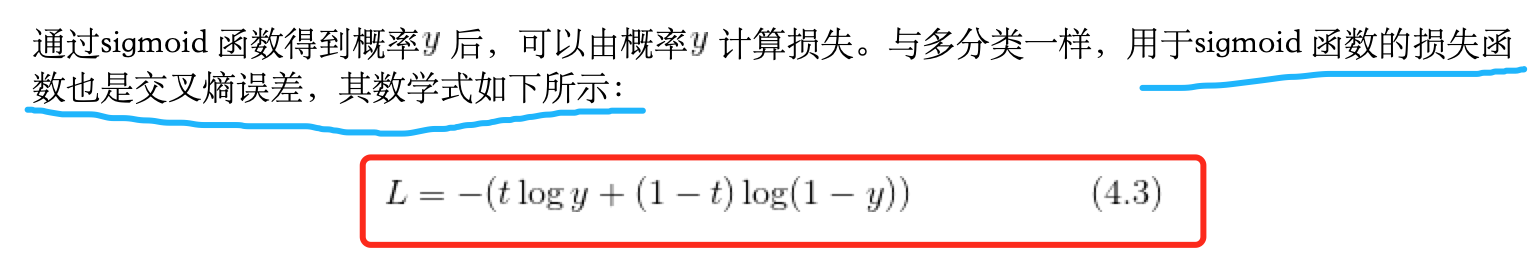 通过sigmoid 函数得到概率y 后，可以由概率y 计算损失。与多分类一样，用于sigmoid 函数的损失函
数也是交叉熵误差，其数学式如下所示：
L = −(t log y + (1 − t) log(1 − y)) (4.3)